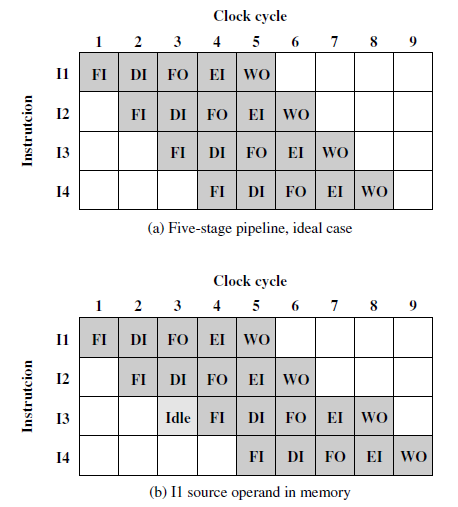 Clock cycle
1 2 3 4 5 6 7 8 9
Instrutcion
I1 FI DI FO EI WO
I2 FI DI FO EI WO
I3 FI DI FO EI WO
I4 FI DI FO EI WO
(a) Five-stage pipeline, ideal case
Clock cycle
1 2 3 4 5 6 7 8 9
Instrutcion
I1 FI DI FO EI WO
I2 FI DI FO EI WO
I3 Idle FI DI FO EI WO
I4 FI DI FO EI WO
(b) I1 source operand in memory